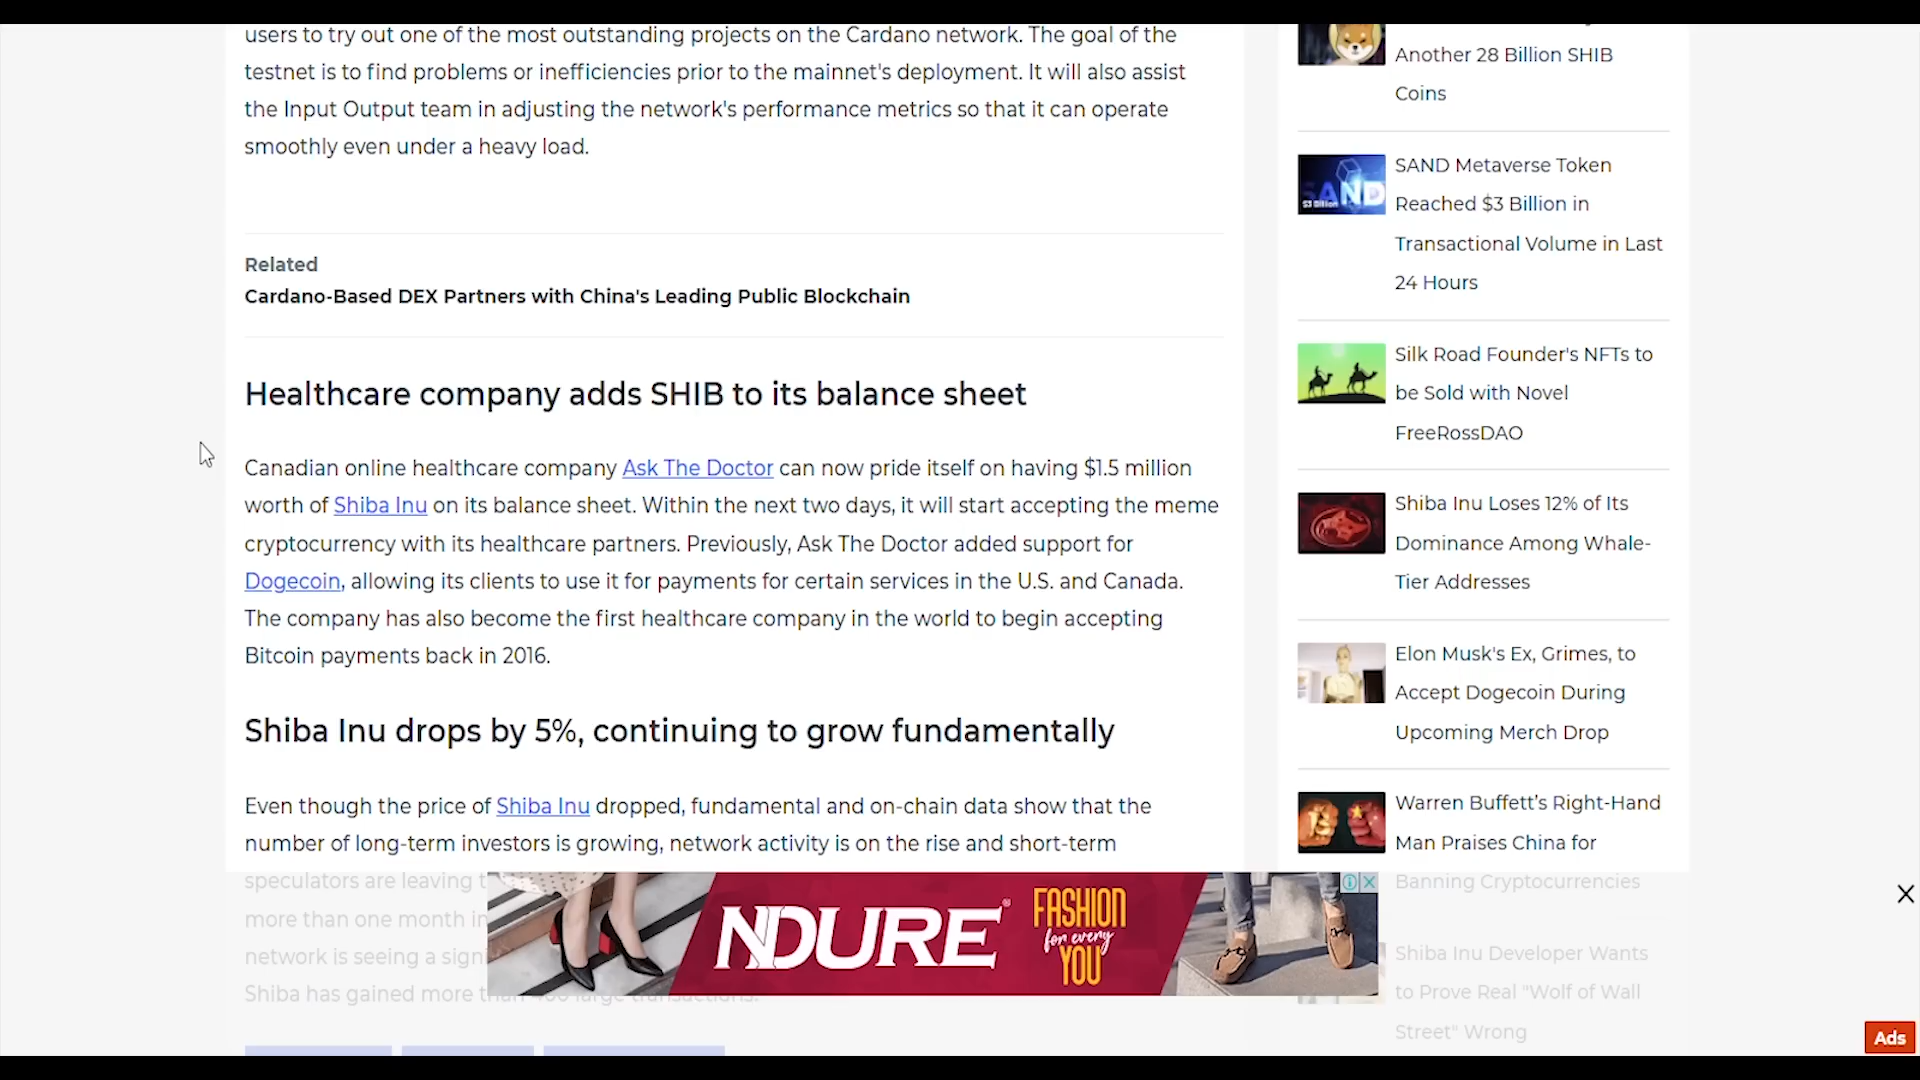 users to try out one of the most outstanding projects on the Cardano network. The goal of the
testnet is to find problems or inefficiencies prior to the mainnet's deployment. It will also assist
the Input Output team in adjusting the network's performance metrics so that it can operate
smoothly even under a heavy load.
Related
Cardano-Based DEX Partners with China's Leading Public Blockchain
Healthcare company adds SHIB to its balance sheet
Canadian online healthcare company Ask The Doctor can now pride itself on having $1.5 million
worth of Shiba Inu on its balance sheet. Within the next two days, it will start accepting the meme
cryptocurrency with its healthcare partners. Previously, Ask The Doctor added support for
Dogecoin, allowing its clients to use it for payments for certain services in the U.S. and Canada.
The company has also become the first healthcare company in the world to begin accepting
Bitcoin payments back in 2016.
Shiba Inu drops by 5%, continuing to grow fundamentally
Even though the price of Shiba Inu dropped, fundamental and on-chain data show that the
number of long-term investors is growing, network activity is on the rise and short-term
speculators are leaving
more than one month in
network is seeing a
Shiba has gained more than 400 large transactions.
Another 28 Billion SHIB
Coins
SAND
$3 Billion
SAND Metaverse Token
Reached $3 Billion in
Transactional Volume in Last
24 Hours
Silk Road Founder's NFTs to
be Sold with Novel
FreeRossDAO
Shiba Inu Loses 12% of Its
Dominance Among Whale-
Tier Addresses
Elon Musk's Ex, Grimes, to
Accept Dogecoin During
Upcoming Merch Drop
Warren Buffett’s Right-Hand
Man Praises China for
Banning Cryptocurrencies
Shiba Inu Developer Wants
to Prove Real "Wolf of Wall
Street" Wrong
NDURE®
FASHION
for every
YOU
Ads